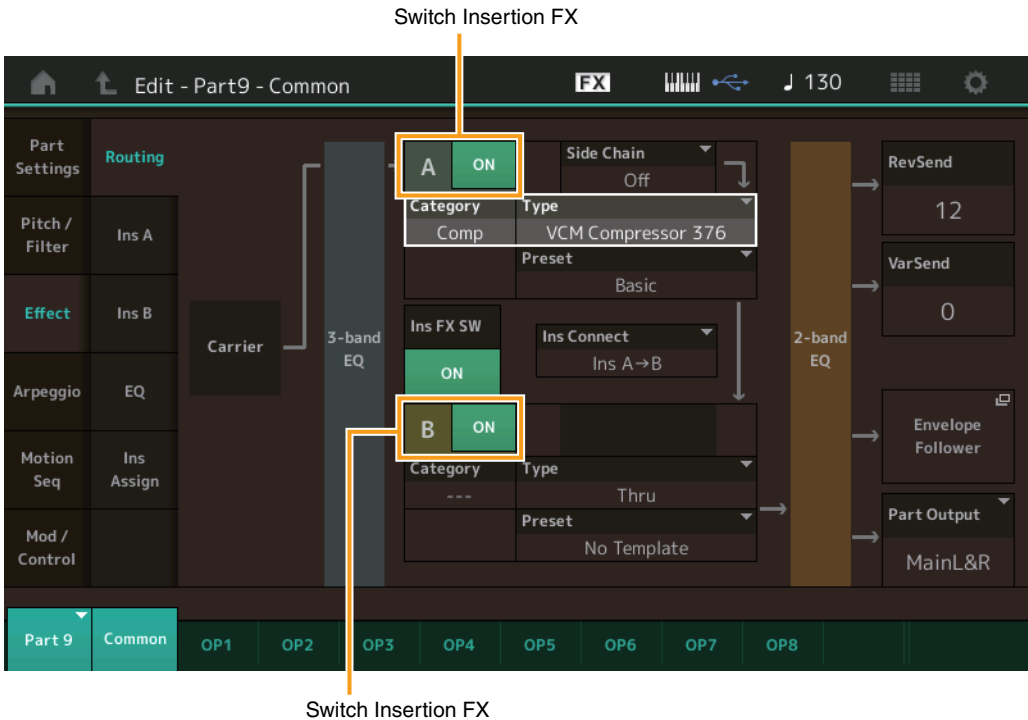 Switch Insertion FX
Edit - Part9 - Common
FX
♩ 130
Part
Settings
Routing
Pitch /
Filter
Ins A
Effect
Ins B
Arpeggio
EQ
Motion
Seq
Ins
Assign
Mod /
Control
Carrier
3-band
EQ
A
ON
Side Chain
Off
Category
Type
Comp
VCM Compressor 376
Preset
Basic
Ins FX SW
ON
Ins Connect
Ins A→B
B
ON
Category
Type
---
Thru
Preset
No Template
2-band
EQ
RevSend
12
VarSend
0
Envelope
Follower
Part Output
MainL&R
Part 9
Common
OP1
OP2
OP3
OP4
OP5
OP6
OP7
OP8
Switch Insertion FX